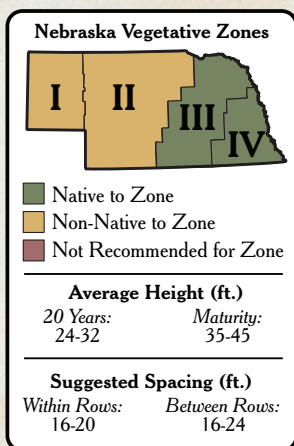 Nebraska Vegetative Zones
I
II
III
IV
Native to Zone
Non-Native to Zone
Not Recommended for Zone
Average Height (ft.)
20 Years: Maturity:
24-32 35-45
Suggested Spacing (ft.)
Within Rows: Between Rows:
16-20 16-24